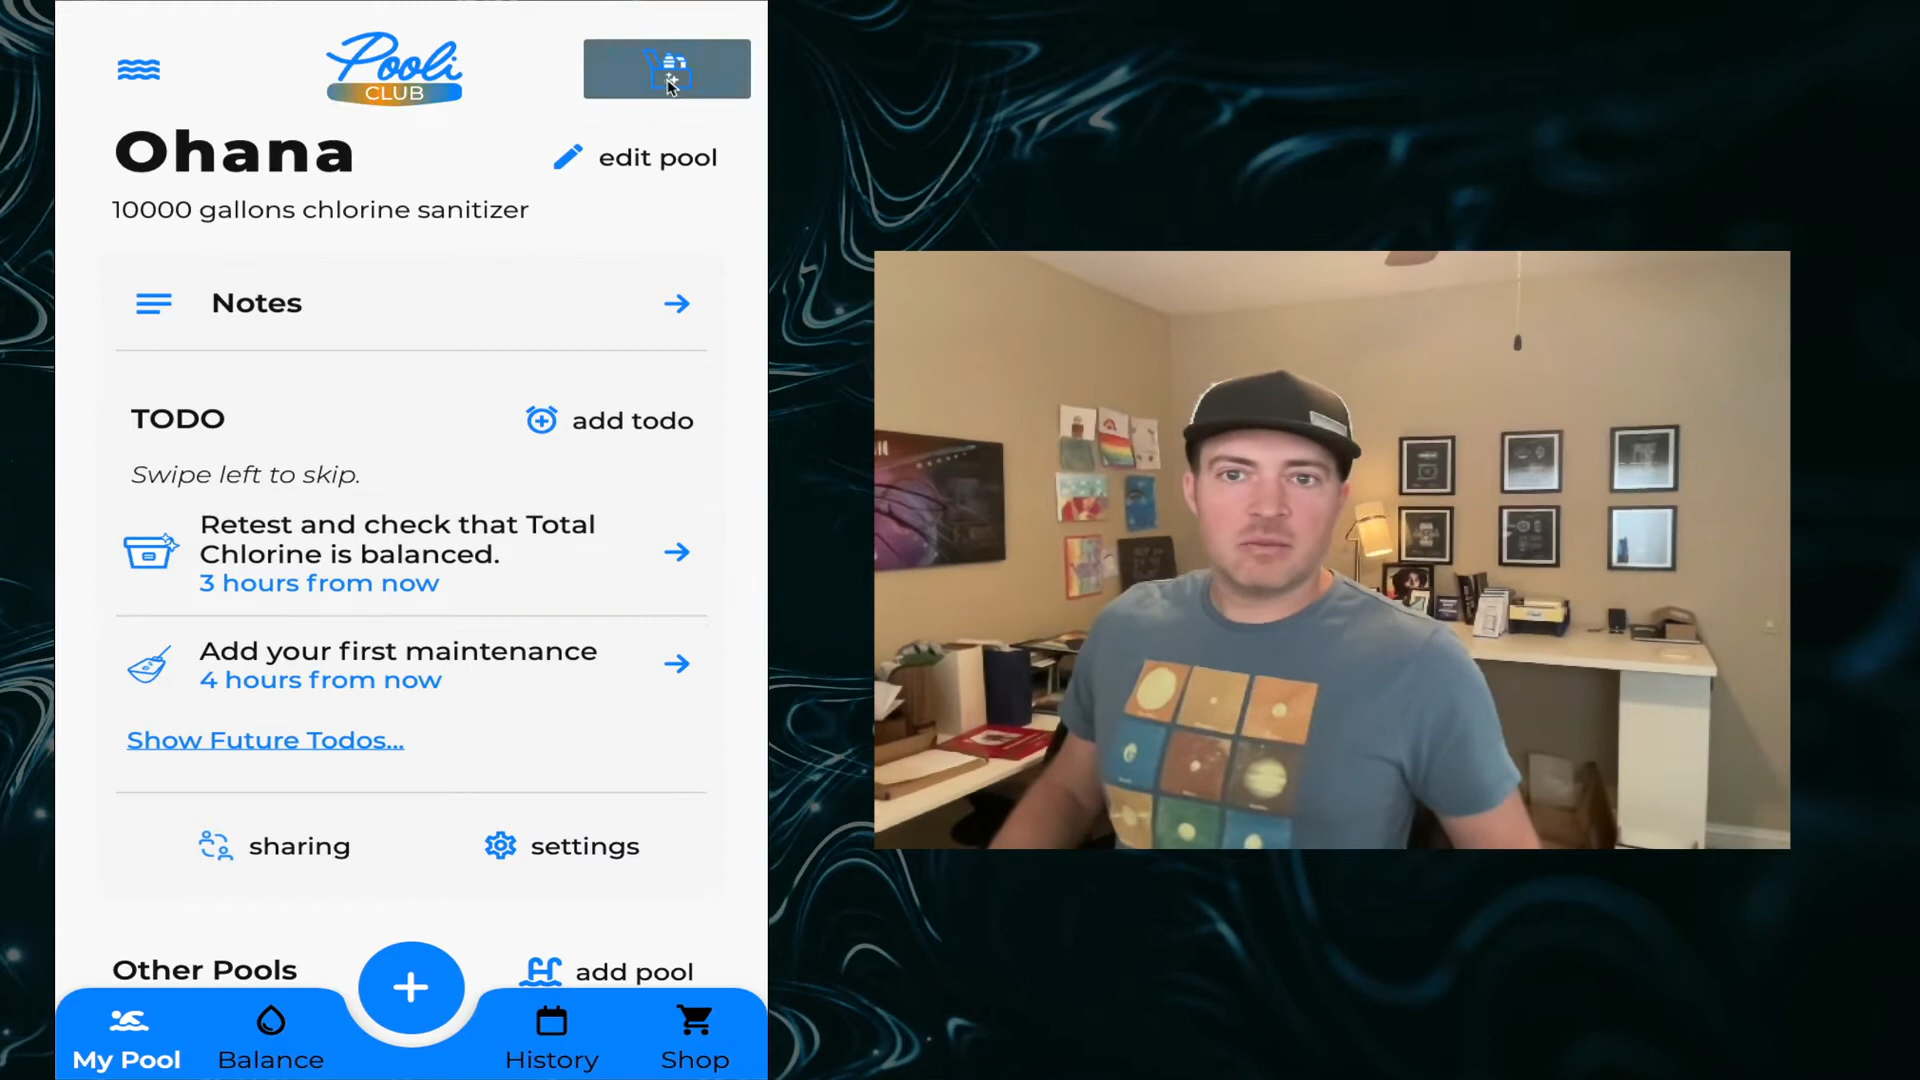 Pooli
CLUB
Ohana
edit pool
10000 gallons chlorine sanitizer
Notes
TODO
add todo
Swipe left to skip.
Retest and check that Total
Chlorine is balanced.
3 hours from now
Add your first maintenance
4 hours from now
Show Future Todos...
sharing
settings
Other Pools
add pool
My Pool
Balance
History
Shop